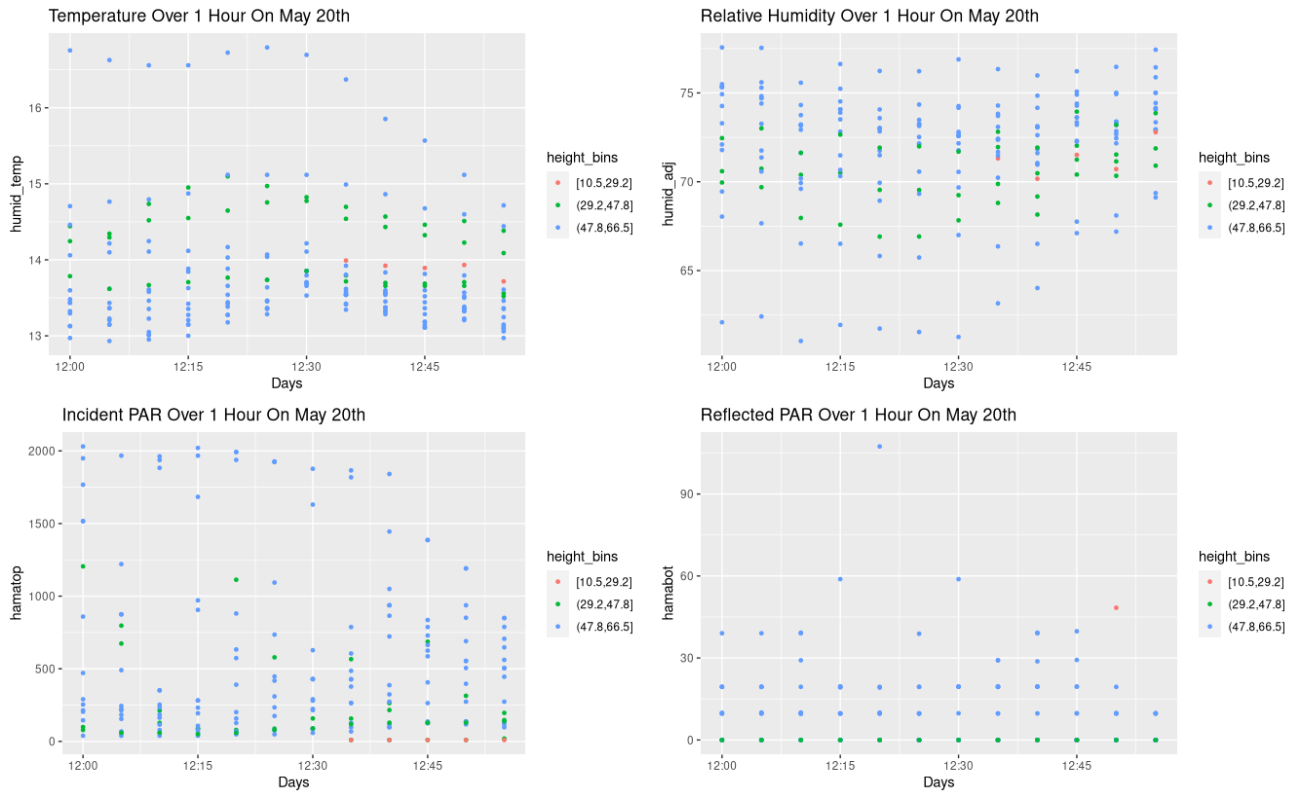 Temperature Over 1 Hour On May 20th
humid_temp
16
15
14
13
12:00 12:15 12:30 12:45
Days
height_bins
[10.5,29.2]
(29.2,47.8]
(47.8,66.5]
Relative Humidity Over 1 Hour On May 20th
humid_adj
75
70
65
12:00 12:15 12:30 12:45
Days
height_bins
[10.5,29.2]
(29.2,47.8]
(47.8,66.5]
Incident PAR Over 1 Hour On May 20th
hamatop
2000
1500
1000
500
0
12:00 12:15 12:30 12:45
Days
height_bins
[10.5,29.2]
(29.2,47.8]
(47.8,66.5]
Reflected PAR Over 1 Hour On May 20th
hamabot
90
60
30
0
12:00 12:15 12:30 12:45
Days
height_bins
[10.5,29.2]
(29.2,47.8]
(47.8,66.5]